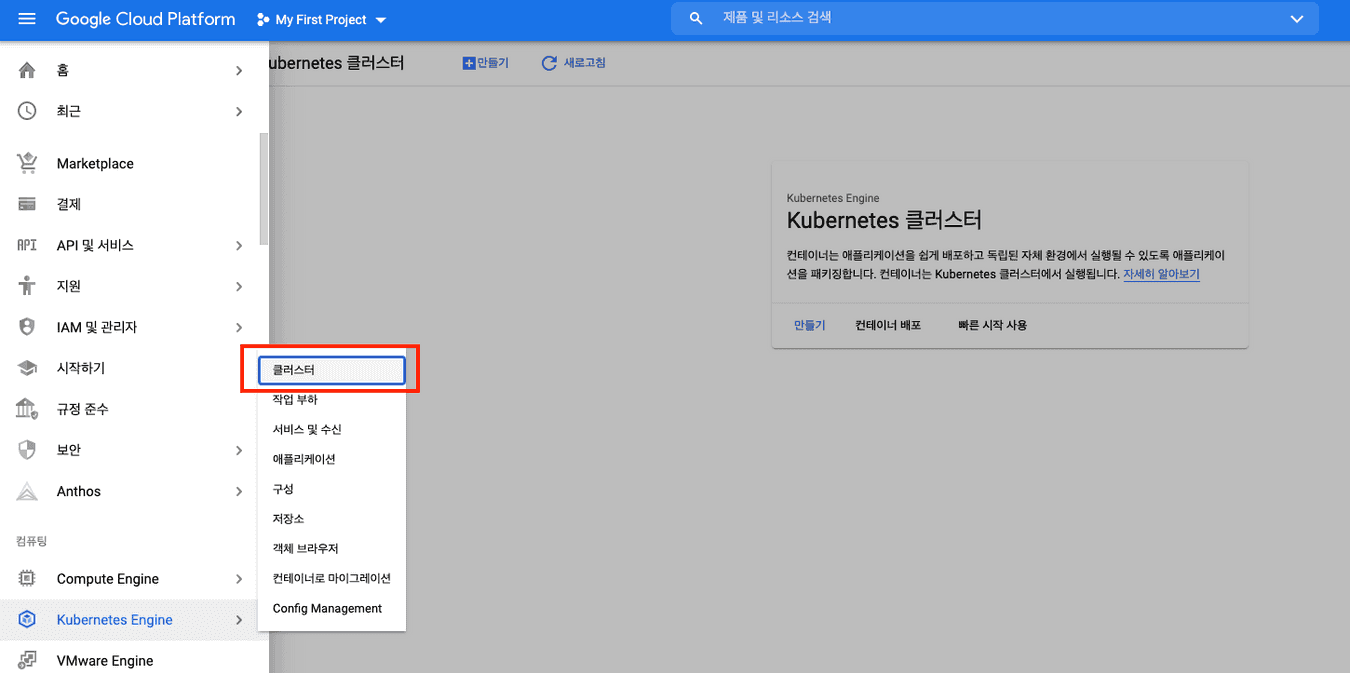 Google Cloud Platform
My First Project
제품 및 리소스 검색
홈
최근
Marketplace
결제
API
API 및 서비스
지원
IAM 및 관리자
시작하기
규정 준수
보안
Anthos
컴퓨팅
Compute Engine
Kubernetes Engine
VMware Engine
클러스터
작업 부하
서비스 및 수신
애플리케이션
구성
저장소
객체 브라우저
컨테이너로 마이그레이션
Config Management
ubernetes 클러스터
만들기
새로고침
Kubernetes Engine
Kubernetes 클러스터
컨테이너는 애플리케이션을 쉽게 배포하고 독립된 자체 환경에서 실행될 수 있도록 애플리케이
션을 패키징합니다. 컨테이너는 Kubernetes 클러스터에서 실행됩니다. 자세히 알아보기
만들기 컨테이너 배포 빠른 시작 사용